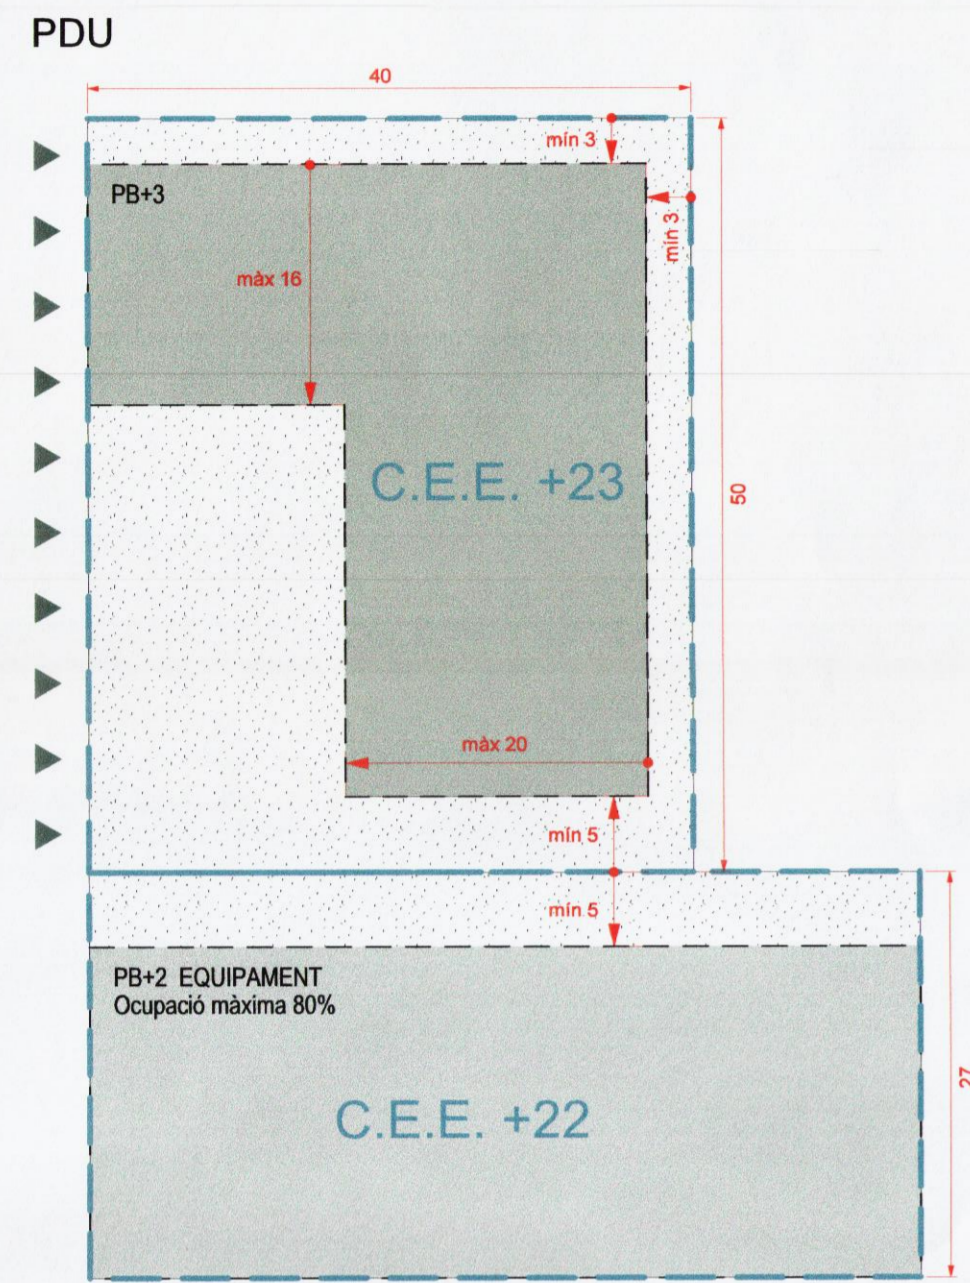 PDU
40
mín 3
PB+3
mín 3
màx 16
C.E.E. +23
50
màx 20
mín 5
mín 5
PB+2 EQUIPAMENT
Ocupació màxima 80%
27
C.E.E. +22